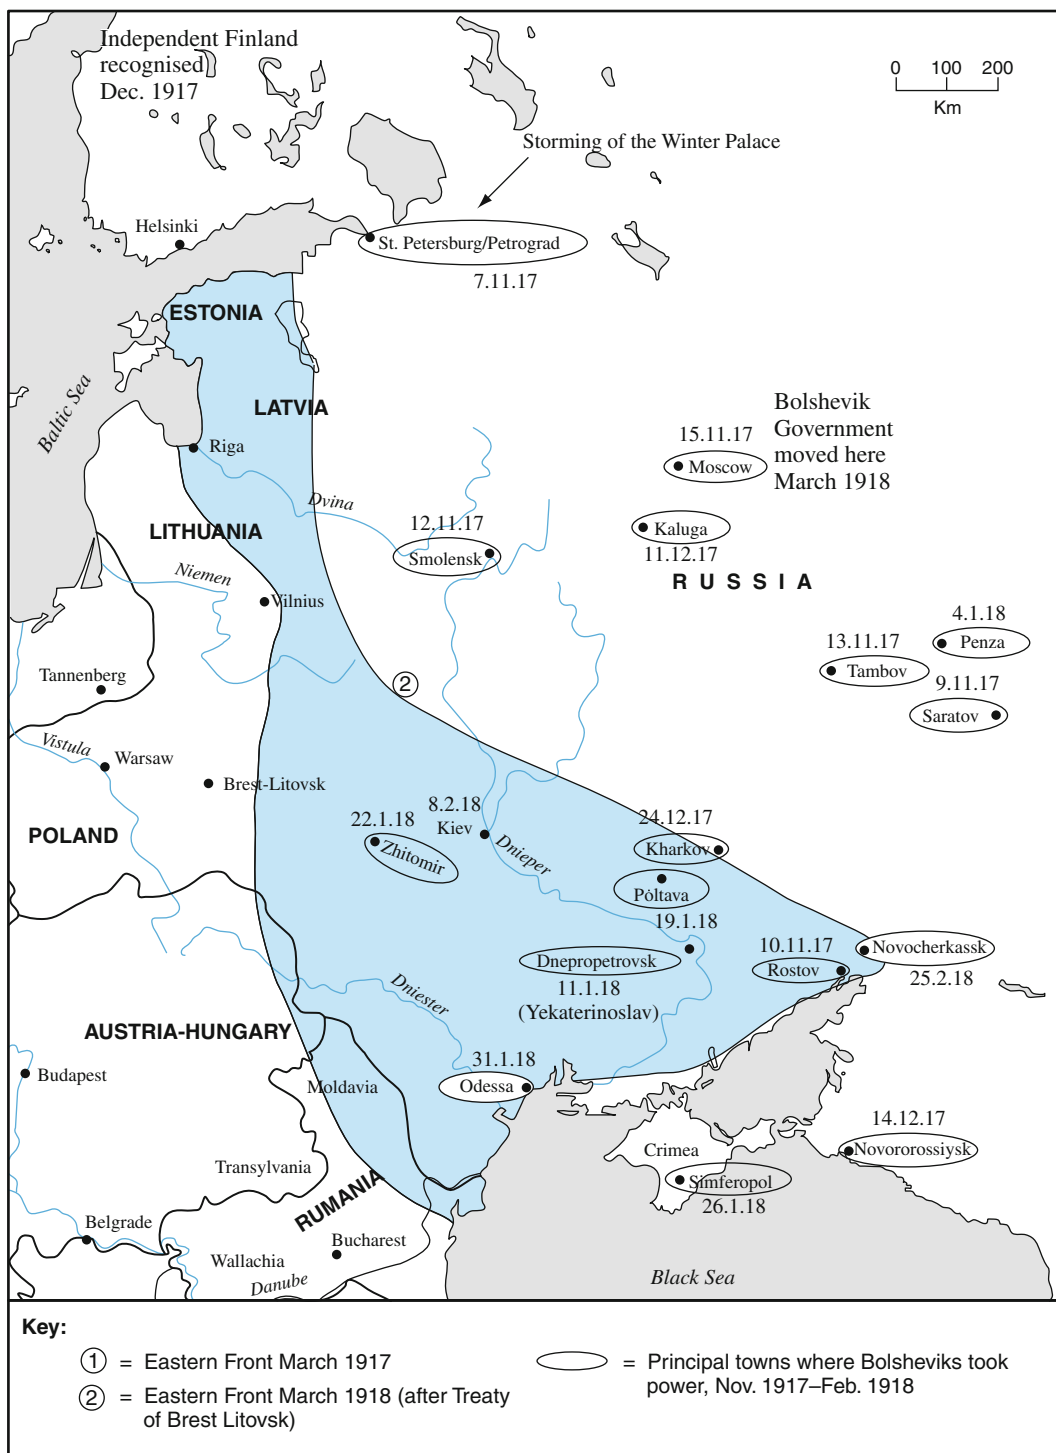 Independent Finland
recognised
Dec. 1917
0 100 200
Km
Storming of the Winter Palace
Helsinki
St. Petersburg/Petrograd
7.11.17
ESTONIA
Baltic Sea
LATVIA
Bolshevik
Government
moved here
March 1918
15.11.17
Moscow
Riga
Dvina
12.11.17
Smolensk
Kaluga
11.12.17
LITHUANIA
Niemen
RUSSIA
Vilnius
4.1.18
Penza
13.11.17
Tambov
9.11.17
Saratov
Tannenberg
2
Vistula
Warsaw
Brest-Litovsk
POLAND
22.1.18
Zhitomir
8.2.18
Kiev
Dnieper
24.12.17
Kharkov
Poltava
19.1.18
Dnepropetrovsk
11.1.18
(Yekaterinoslav)
10.11.17
Rostov
Novocherkassk
25.2.18
Dniester
AUSTRIA-HUNGARY
Budapest
Moldavia
31.1.18
Odessa
14.12.17
Novororossiysk
Crimea
Simferopol
26.1.18
Transylvania
RUMANIA
Belgrade
Bucharest
Wallachia
Danube
Black Sea
Key:
1 = Eastern Front March 1917
2 = Eastern Front March 1918 (after Treaty
of Brest Litovsk)
= Principal towns where Bolsheviks took
power, Nov. 1917–Feb. 1918